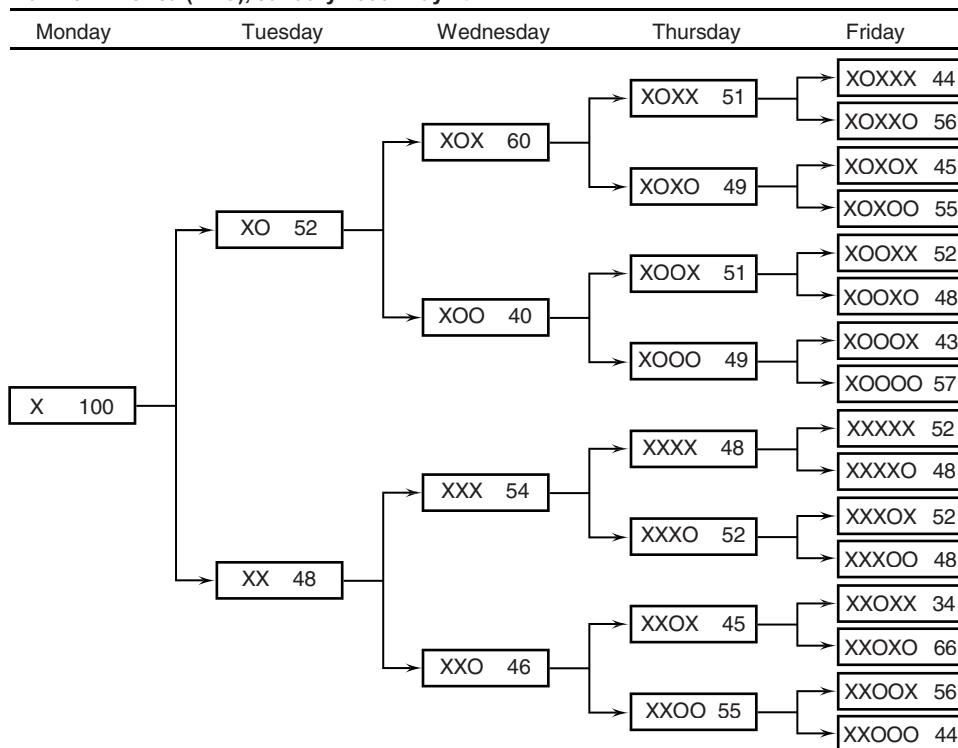 Monday Tuesday Wednesday Thursday Friday
XOXXX 44
XOXX 51
XOXXO 56
XOX 60
XOXOX 45
XOXO 49
XOXOO 55
XO 52
XOOXX 52
XOOX 51
XOOXO 48
XOO 40
XOOOX 43
XOOO 49
XOOOO 57
X 100
XXXXX 52
XXXX 48
XXXXO 48
XXX 54
XXXOX 52
XXXO 52
XXXOO 48
XX 48
XXOXX 34
XXOX 45
XXOXO 66
XXO 46
XXOOX 56
XXOO 55
XXOOO 44